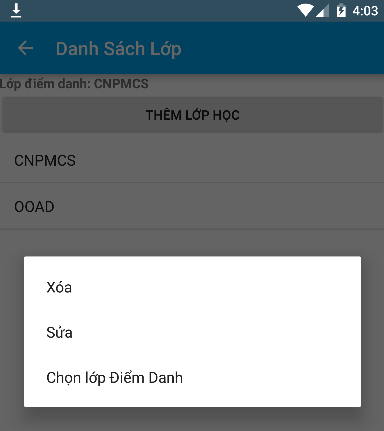 4:03
Danh Sách Lớp
Lớp điểm danh: CNPMCS
THÊM LỚP HỌC
CNPMCS
OOAD
Xóa
Sửa
Chọn lớp Điểm Danh